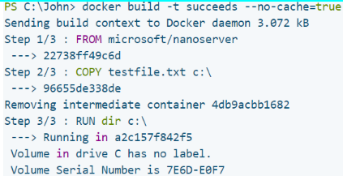 PS C:\John> docker build -t succeeds --no-cache=true
Sending build context to Docker daemon 3.072 kB
Step 1/3 : FROM microsoft/nanoserver
---> 22738ff49c6d
Step 2/3 : COPY testfile.txt c:\
---> 96655de338de
Removing intermediate container 4db9acbb1682
Step 3/3 : RUN dir c:\
---> Running in a2c157f842f5
Volume in drive C has no label.
Volume Serial Number is 7E6D-E0F7